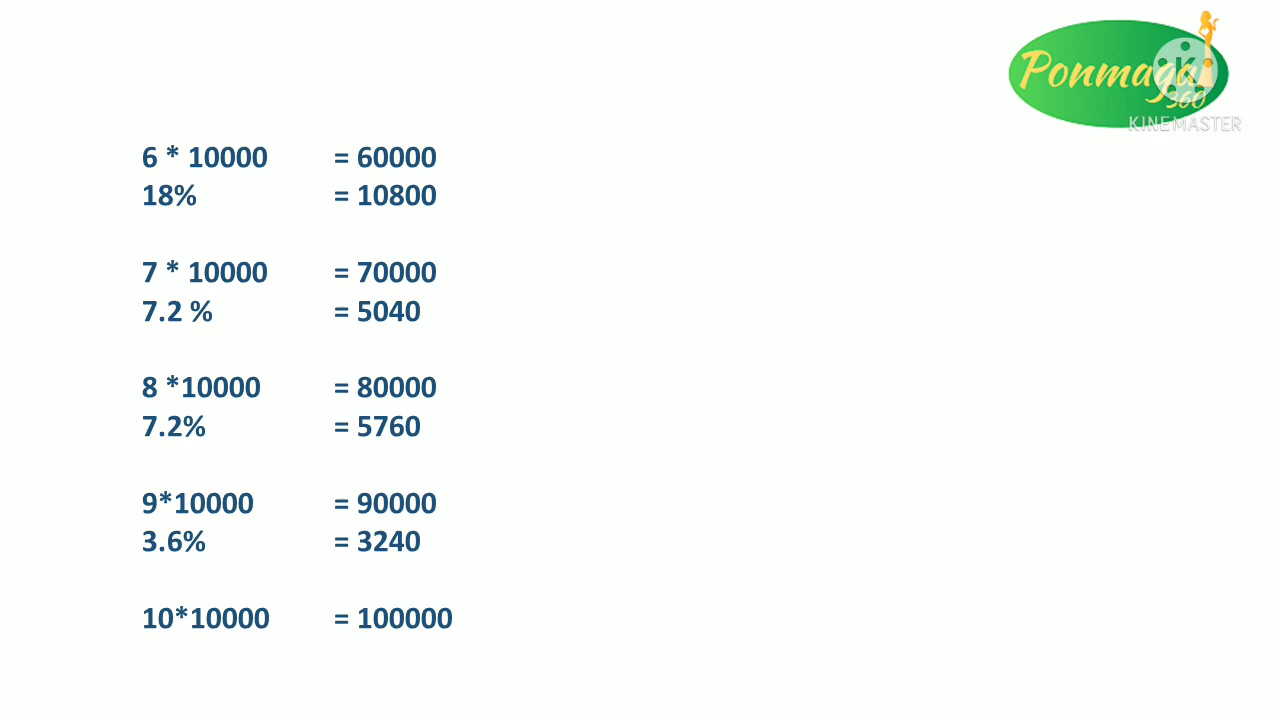 Ponmagal
360
KINEMASTER
6 * 10000 = 60000
18% = 10800
7 * 10000 = 70000
7.2 % = 5040
8 *10000 = 80000
7.2% = 5760
9*10000 = 90000
3.6% = 3240
10*10000 = 100000